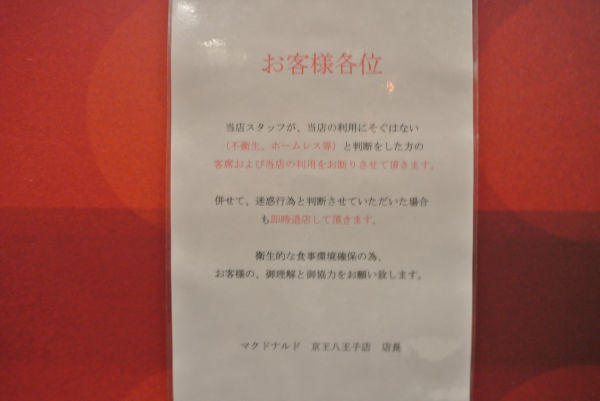 お客様各位
当店スタッフが、当店の利用にそぐはない
（不衛生、ホームレス等）と判断をした方の
客席および当店の利用をお断りさせて頂きます。
併せて、迷惑行為と判断させていただいた場合
も即時退店して頂きます。
衛生的な食事環境確保の為、
お客様の、御理解と御協力をお願い致します。
マクドナルド　京王八王子店　店長